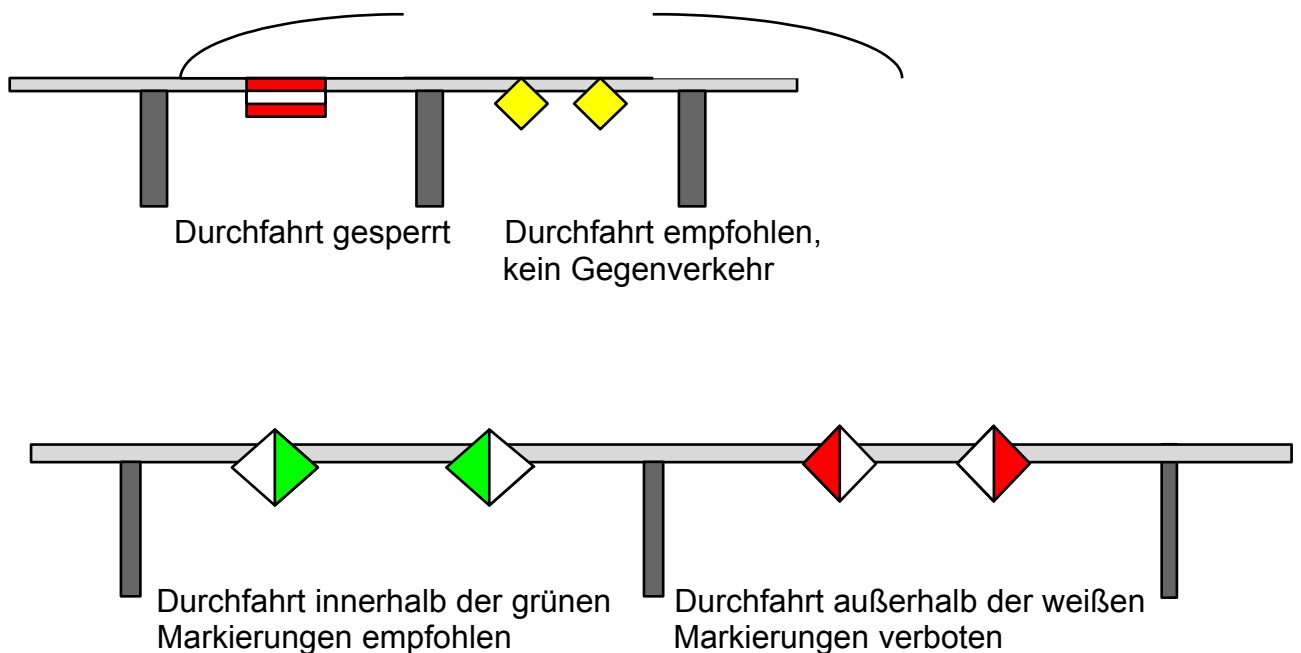 Durchfahrt gesperrt
Durchfahrt empfohlen,
kein Gegenverkehr
Durchfahrt innerhalb der grünen
Markierungen empfohlen
Durchfahrt außerhalb der weißen
Markierungen verboten